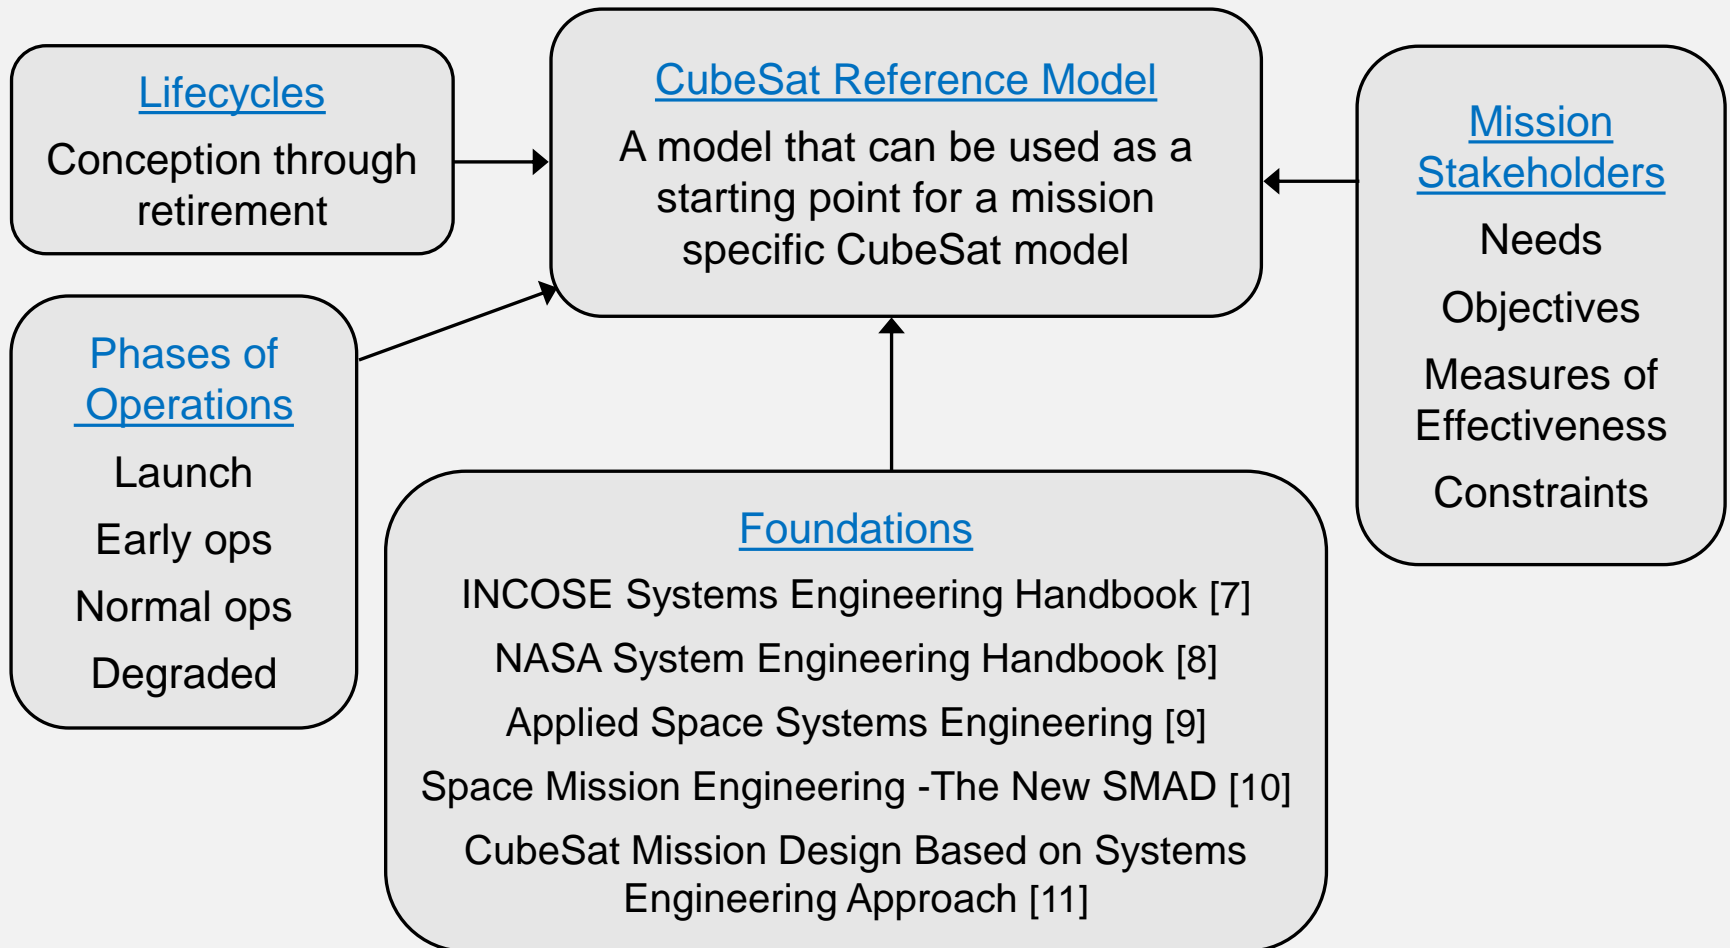 Lifecycles
Conception through
retirement
CubeSat Reference Model
A model that can be used as a
starting point for a mission
specific CubeSat model
Mission
Stakeholders
Needs
Objectives
Measures of
Effectiveness
Constraints
Phases of
Operations
Launch
Early ops
Normal ops
Degraded
Foundations
INCOSE Systems Engineering Handbook [7]
NASA System Engineering Handbook [8]
Applied Space Systems Engineering [9]
Space Mission Engineering -The New SMAD [10]
CubeSat Mission Design Based on Systems
Engineering Approach [11]